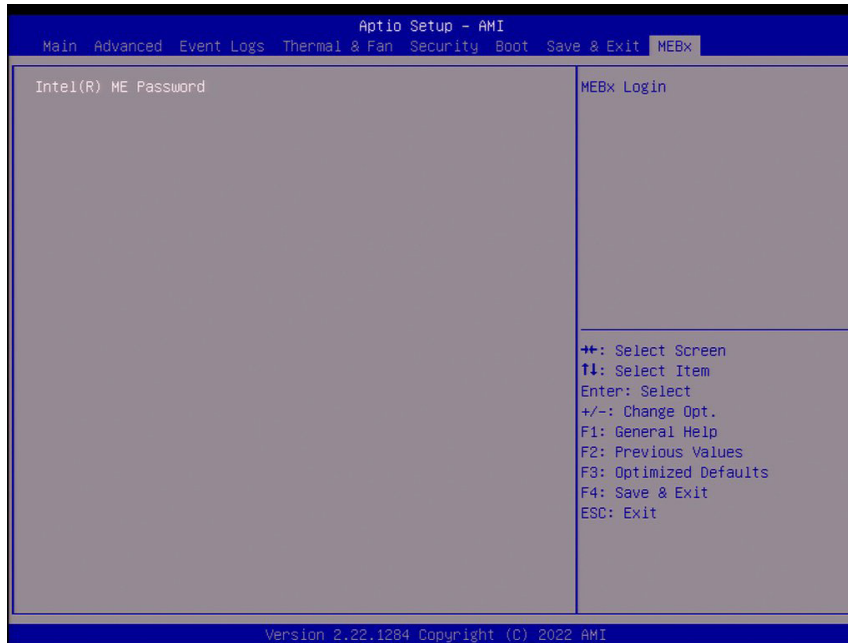 Aptio Setup – AMI
Main Advanced Event Logs Thermal & Fan Security Boot Save & Exit MEBx
Intel(R) ME Password
MEBx Login
→←: Select Screen
↑↓: Select Item
Enter: Select
+/-: Change Opt.
F1: General Help
F2: Previous Values
F3: Optimized Defaults
F4: Save & Exit
ESC: Exit
Version 2.22.1284 Copyright (C) 2022 AMI